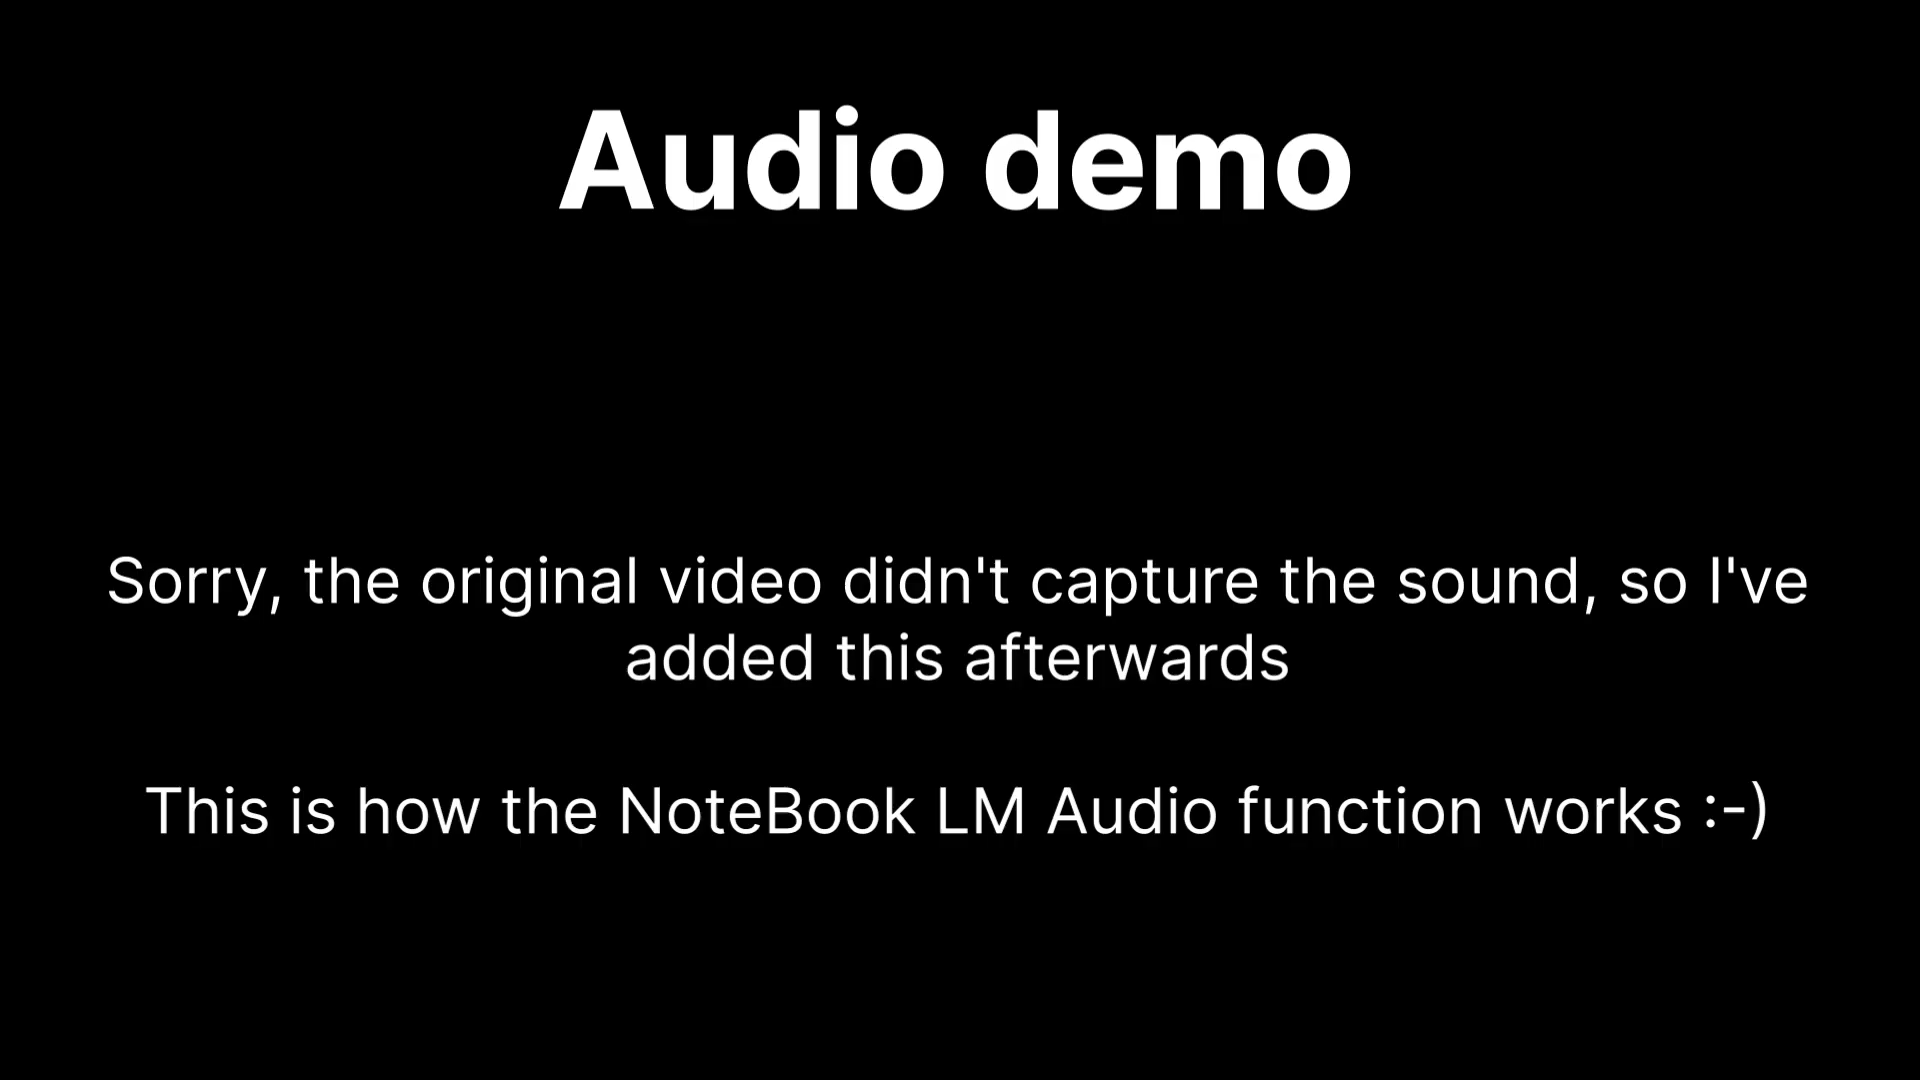 Audio demo
Sorry, the original video didn't capture the sound, so I've
added this afterwards
This is how the NoteBook LM Audio function works :-)